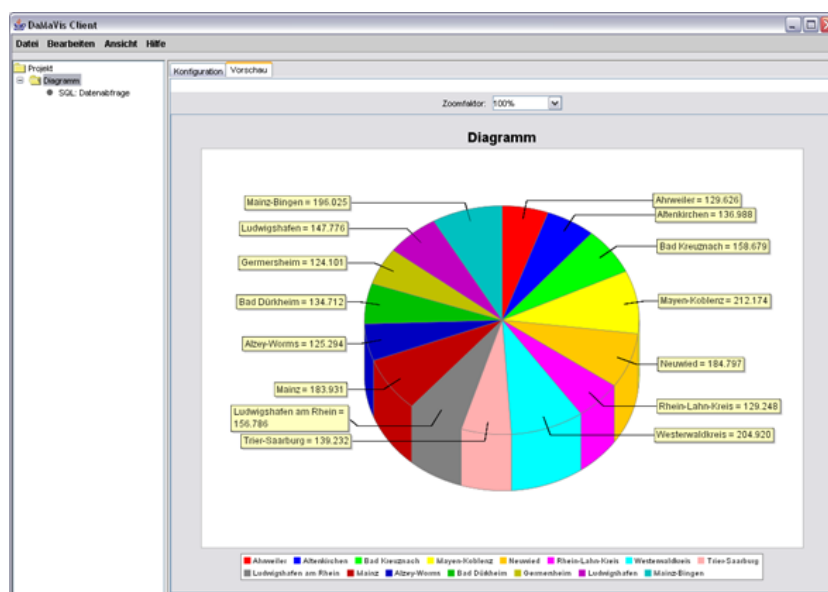 DaMaVis Client
Datei Bearbeiten Ansicht Hilfe
Projekt
Diagramm
SQL: Datenabfrage
Konfiguration Vorschau
Zoomfaktor: 100%
Diagramm
Mainz-Bingen = 196.025
Ahrweiler = 129.626
Altenkirchen = 136.988
Ludwigshafen = 147.776
Bad Kreuznach = 158.679
Germersheim = 124.101
Bad Dürkheim = 134.712
Mayen-Koblenz = 212.174
Alzey-Worms = 125.294
Neuwied = 184.797
Mainz = 183.931
Rhein-Lahn-Kreis = 129.248
Ludwigshafen am Rhein =
156.786
Trier-Saarburg = 139.232
Westerwaldkreis = 204.920
Ahrweiler Altenkirchen Bad Kreuznach Mayen-Koblenz Neuwied Rhein-Lahn-Kreis Westerwaldkreis Trier-Saarburg
Ludwigshafen am Rhein Mainz Alzey-Worms Bad Dürkheim Germersheim Ludwigshafen Mainz-Bingen